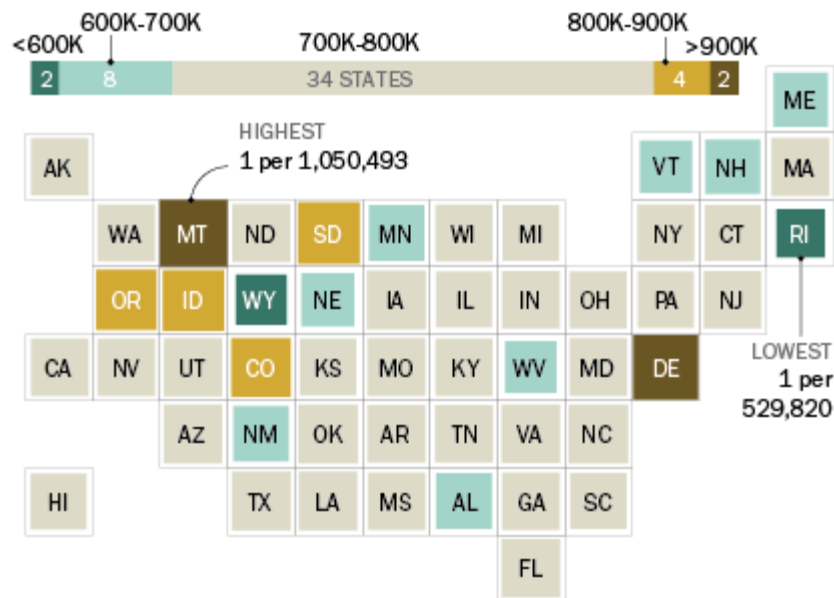 600K-700K
800K-900K
<600K
700K-800K
>900K
2
8
34 STATES
4
2
ME
HIGHEST
1 per 1,050,493
AK
VT
NH
MA
WA
MT
ND
SD
MN
WI
MI
NY
CT
RI
OR
ID
WY
NE
IA
IL
IN
OH
PA
NJ
LOWEST
1 per
529,820
CA
NV
UT
CO
KS
MO
KY
WV
MD
DE
AZ
NM
OK
AR
TN
VA
NC
HI
TX
LA
MS
AL
GA
SC
FL